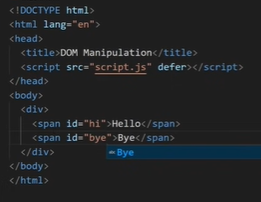 <!DOCTYPE html>
<html lang="en">
<head>
  <title>DOM Manipulation</title>
  <script src="script.js" defer></script>
</head>
<body>
  <div>
    <span id="hi">Hello</span>
    <span id="bye">Bye</span>
Bye
  </div>
</body>
</html>